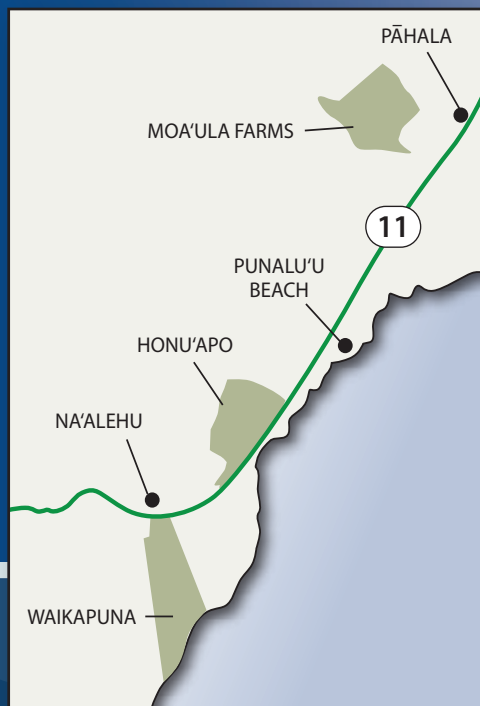 PĀHALA
MOA‘ULA FARMS
11
PUNALU‘U
BEACH
HONU‘APO
NA‘ALEHU
WAIKAPUNA